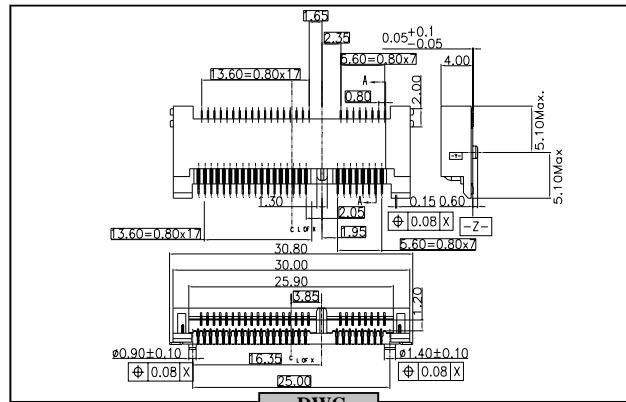 1.65
2.35
0.05+0.1
-0.05
5.60=0.80x7
4.00
13.60=0.80x17
A
0.80
2.00
5.10Max.
-Y-
5.10Max
1.30
A
0.15 0.60
2.05
⌖ 0.08 X
-Z-
13.60=0.80x17
C L OF X
1.95
5.60=0.80x7
30.80
30.00
25.90
3.85
1.20
ø0.90±0.10
C L OF X
ø1.40±0.10
16.35
⌖ 0.08 X
⌖ 0.08 X
25.00
DWG